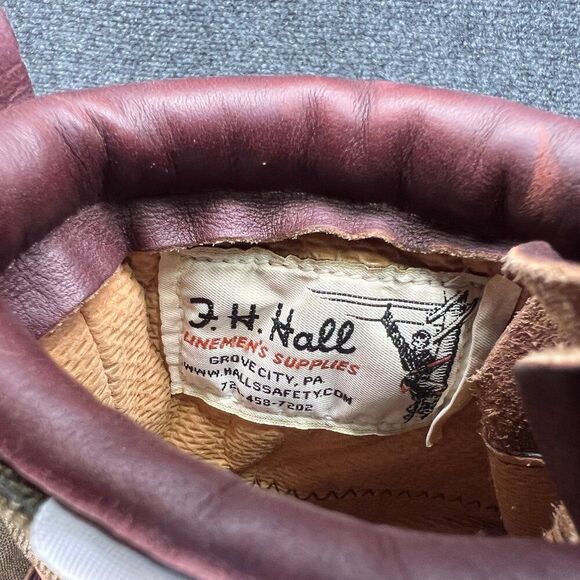 J. H. Hall
LINEMEN'S SUPPLIES
GROVE CITY, PA
WWW.HALLSSAFETY.COM
724-458-7202